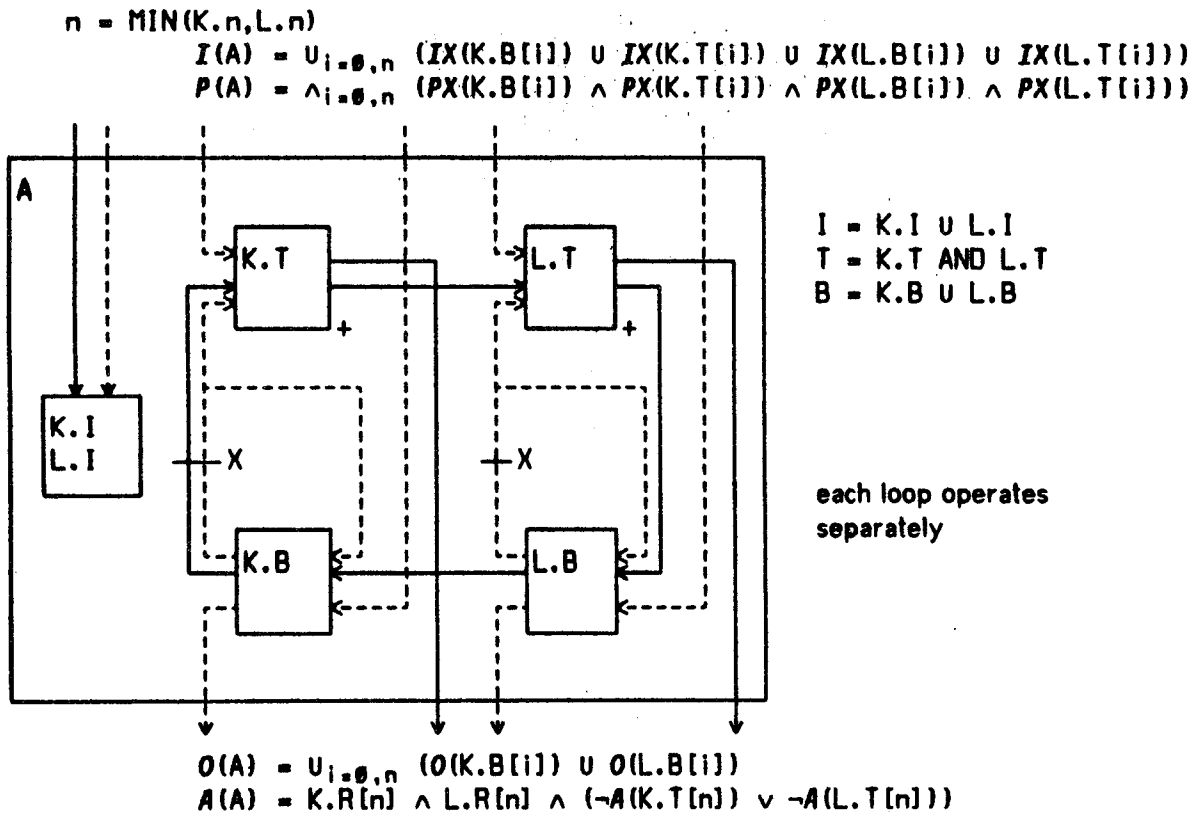 n = MIN(K.n,L.n)
I(A) = ∪i=0,n (IX(K.B[i]) ∪ IX(K.T[i]) ∪ IX(L.B[i]) ∪ IX(L.T[i]))
P(A) = ∧i=0,n (PX(K.B[i]) ∧ PX(K.T[i]) ∧ PX(L.B[i]) ∧ PX(L.T[i]))
A
K.T
+
L.T
+
I = K.I ∪ L.I
T = K.T AND L.T
B = K.B ∪ L.B
K.I
L.I
X
X
each loop operates
separately
K.B
L.B
O(A) = ∪i=0,n (O(K.B[i]) ∪ O(L.B[i])
A(A) = K.R[n] ∧ L.R[n] ∧ (¬A(K.T[n]) ∨ ¬A(L.T[n]))